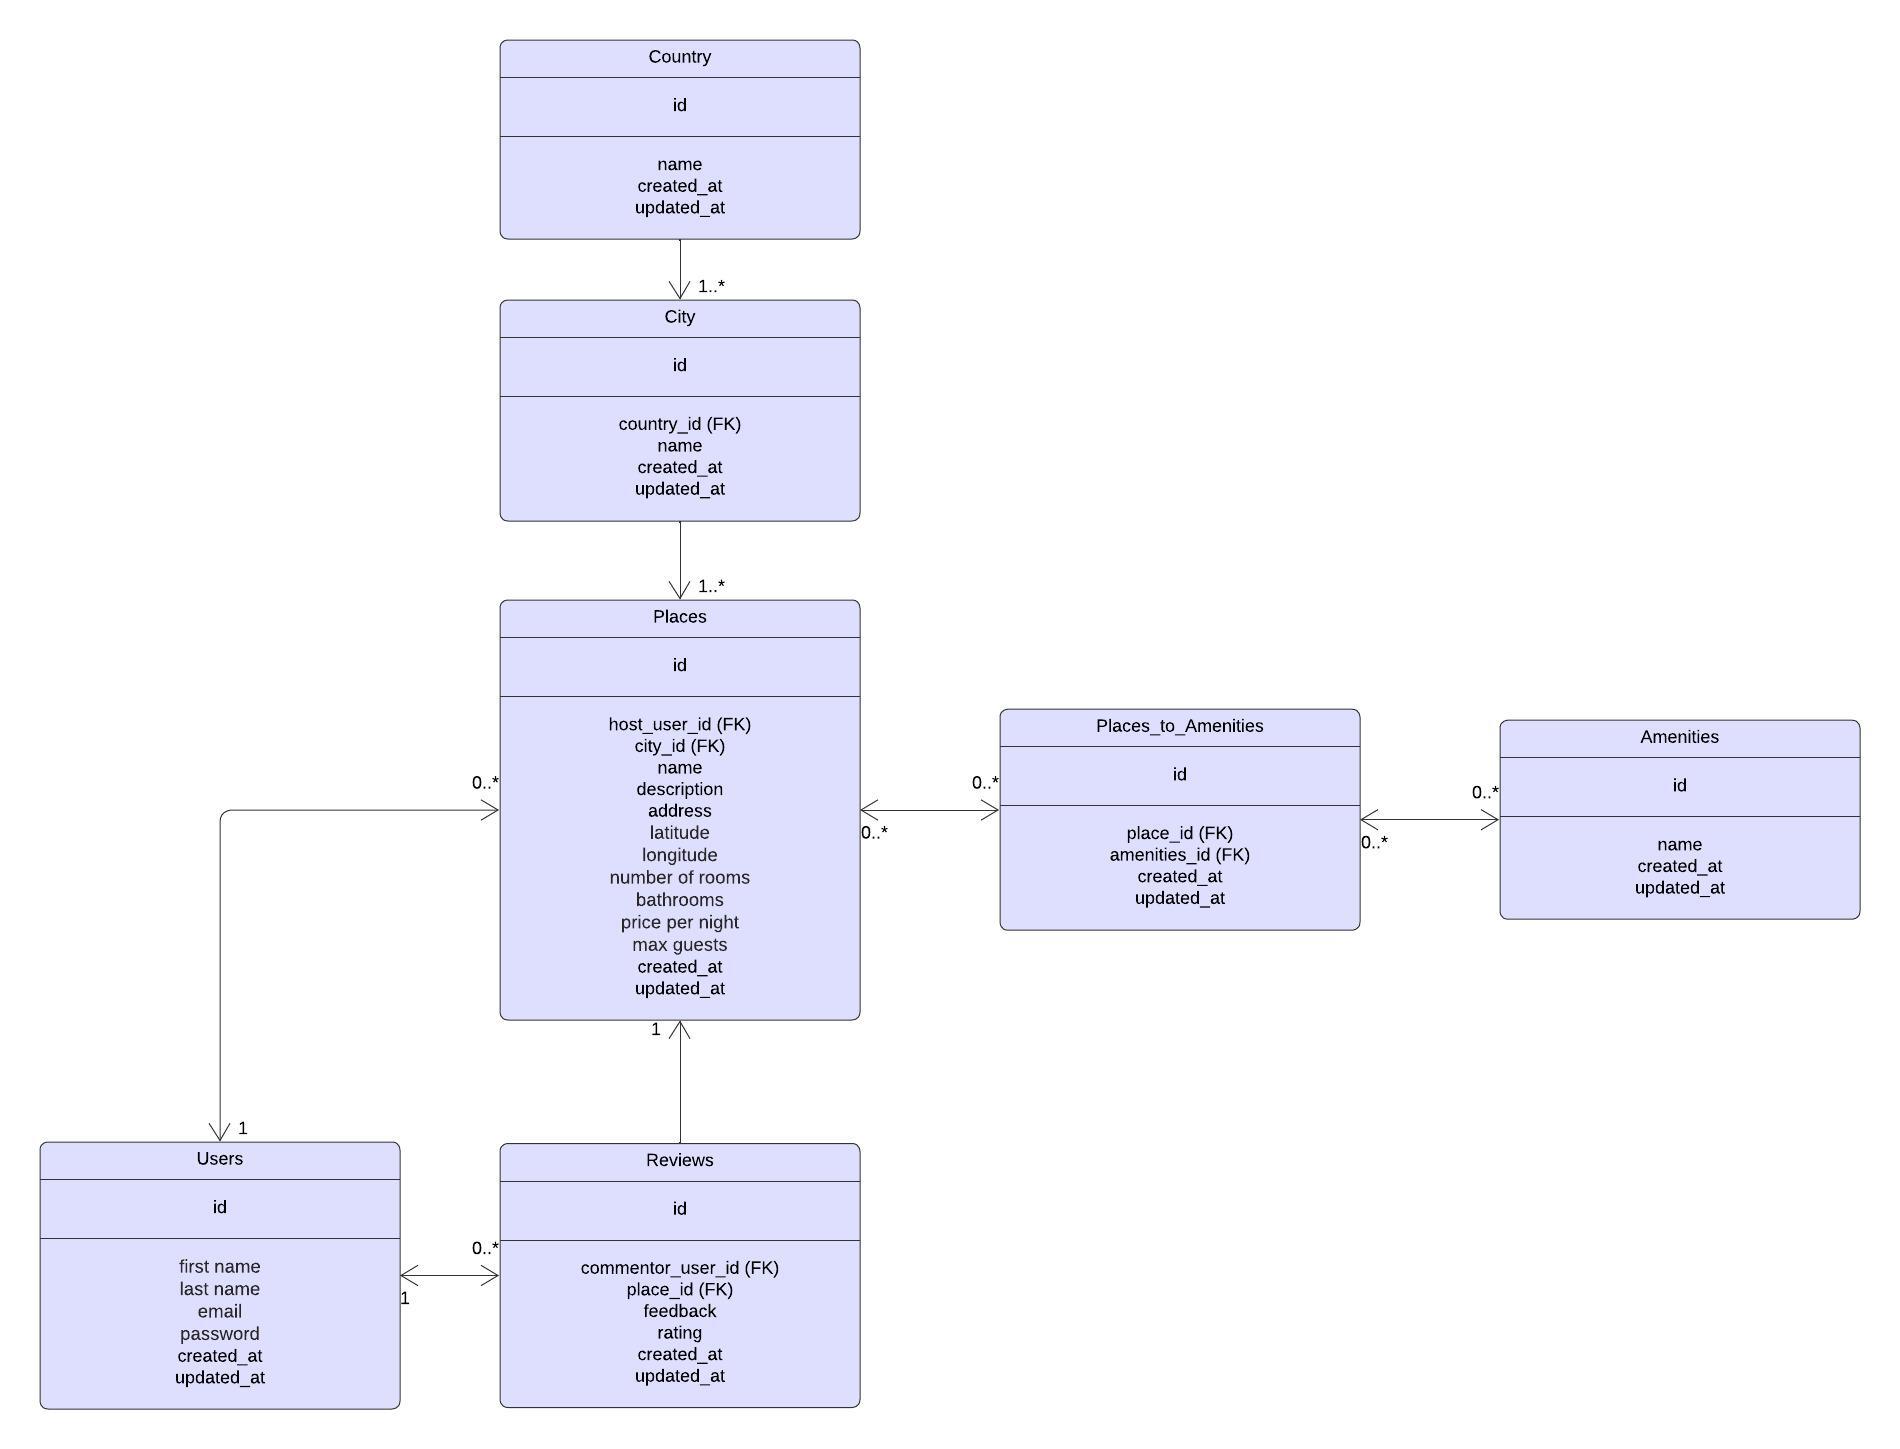 Country
id
name
created_at
updated_at
1..*
City
id
country_id (FK)
name
created_at
updated_at
1..*
Places
id
host_user_id (FK)
city_id (FK)
name
description
address
latitude
longitude
number of rooms
bathrooms
price per night
max guests
created_at
updated_at
0..*
0..*
0..*
Places_to_Amenities
id
place_id (FK)
amenities_id (FK)
created_at
updated_at
0..*
0..*
Amenities
id
name
created_at
updated_at
1
1
Users
id
first name
last name
email
password
created_at
updated_at
0..*
1
Reviews
id
commentor_user_id (FK)
place_id (FK)
feedback
rating
created_at
updated_at